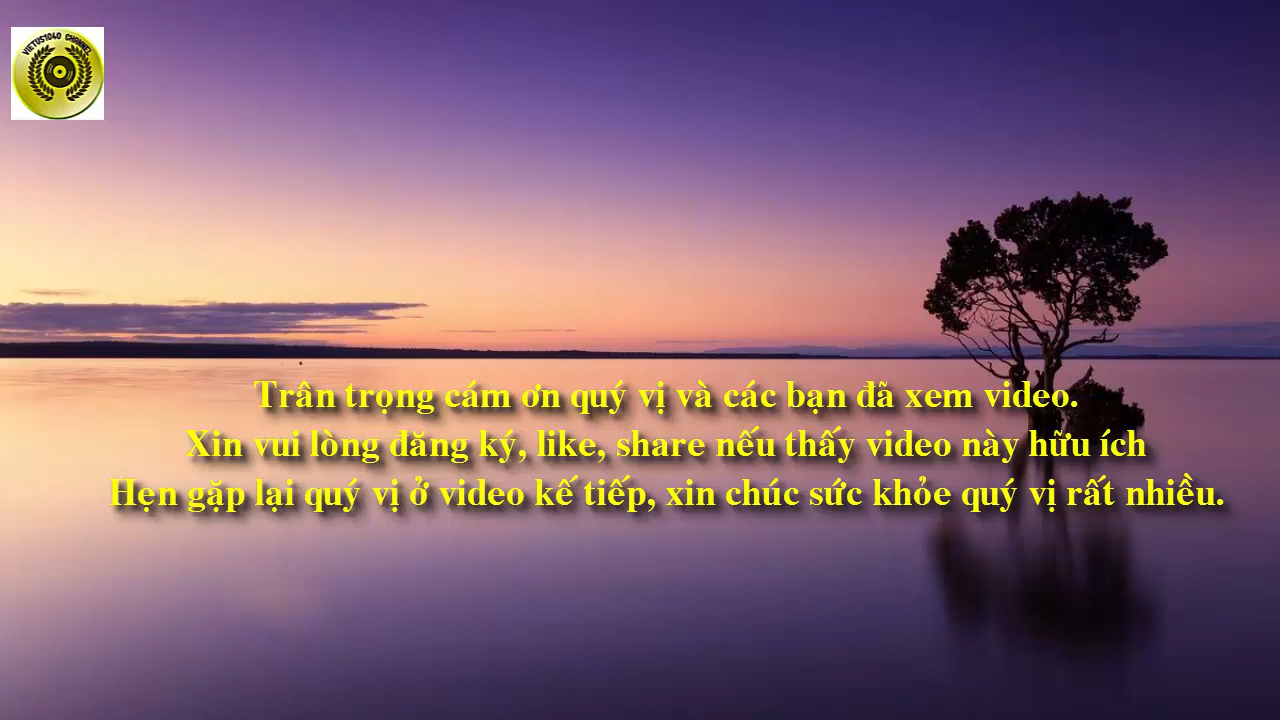 VIETUS1040 CHANNEL
Trân trọng cám ơn quý vị và các bạn đã xem video.
Xin vui lòng đăng ký, like, share nếu thấy video này hữu ích
Hẹn gặp lại quý vị ở video kế tiếp, xin chúc sức khỏe quý vị rất nhiều.